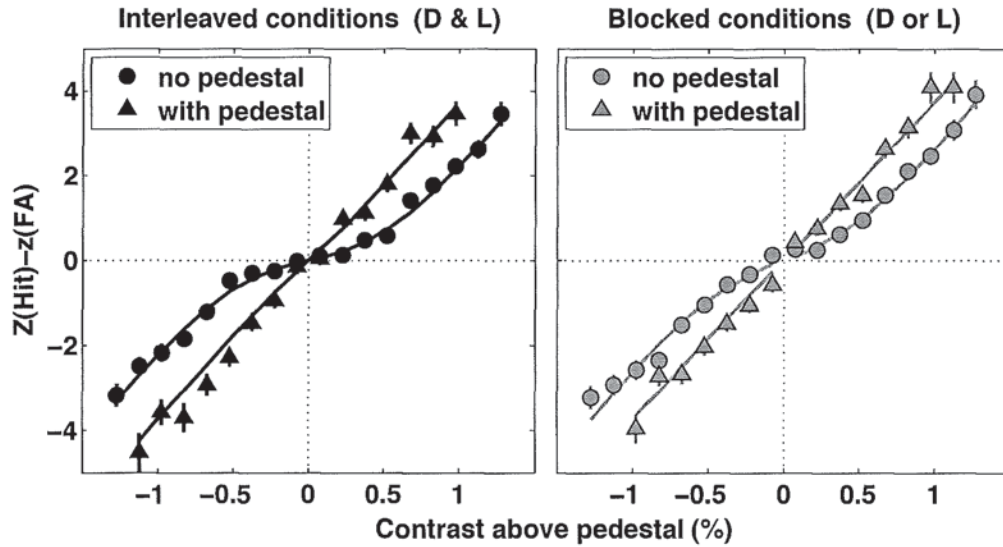 Interleaved conditions (D & L)
Blocked conditions (D or L)
no pedestal
with pedestal
no pedestal
with pedestal
Z(Hit)−z(FA)
4
2
0
−2
−4
−1
−0.5
0
0.5
1
−1
−0.5
0
0.5
1
Contrast above pedestal (%)